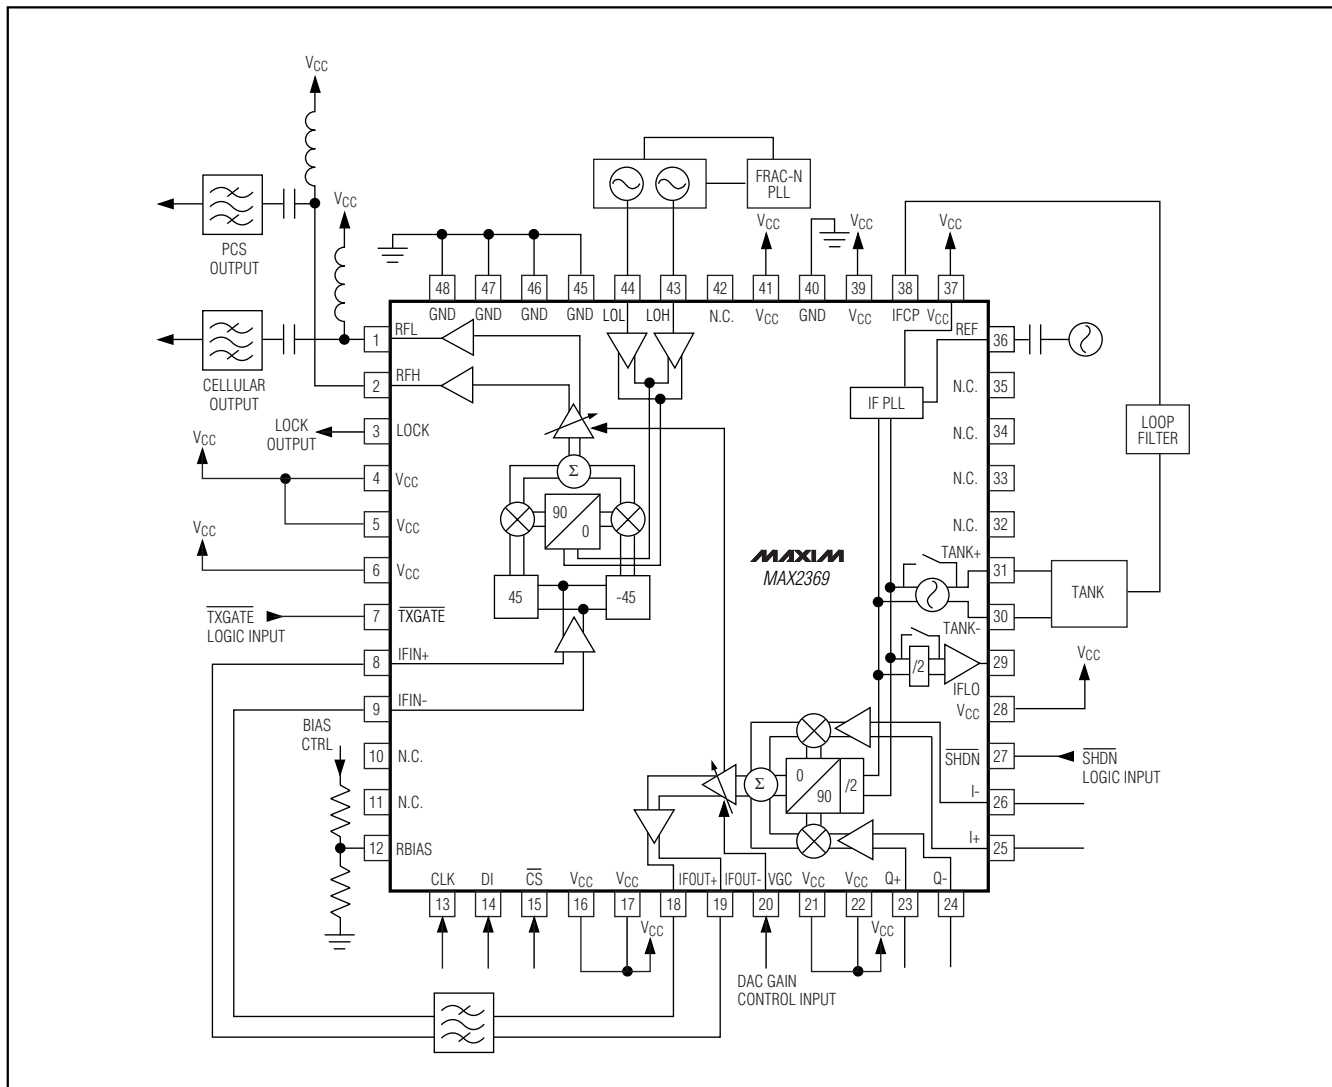 VCC
FRAC-N
PLL
VCC
PCS
OUTPUT
VCC
VCC
VCC
48
47
46
45
44
43
42
41
40
39
38
37
GND
GND
GND
GND
LOL
LOH
N.C.
VCC
GND
VCC
IFCP
VCC
1
RFL
REF
36
CELLULAR
OUTPUT
2
RFH
N.C.
35
IF PLL
LOCK
OUTPUT
3
LOCK
N.C.
34
LOOP
FILTER
VCC
4
VCC
Σ
N.C.
33
90
0
5
VCC
N.C.
32
VCC
6
VCC
MAXIM
MAX2369
TANK+
31
45
-45
TANK
TXGATE
LOGIC INPUT
7
TXGATE
30
TANK-
8
IFIN+
/2
29
VCC
IFLO
9
IFIN-
VCC
28
BIAS
CTRL
10
N.C.
SHDN
27
SHDN
LOGIC INPUT
Σ
0
90
/2
11
N.C.
I-
26
12
RBIAS
I+
25
CLK
DI
CS
VCC
VCC
IFOUT+
IFOUT-
VGC
VCC
VCC
Q+
Q-
13
14
15
16
17
18
19
20
21
22
23
24
VCC
VCC
DAC GAIN
CONTROL INPUT